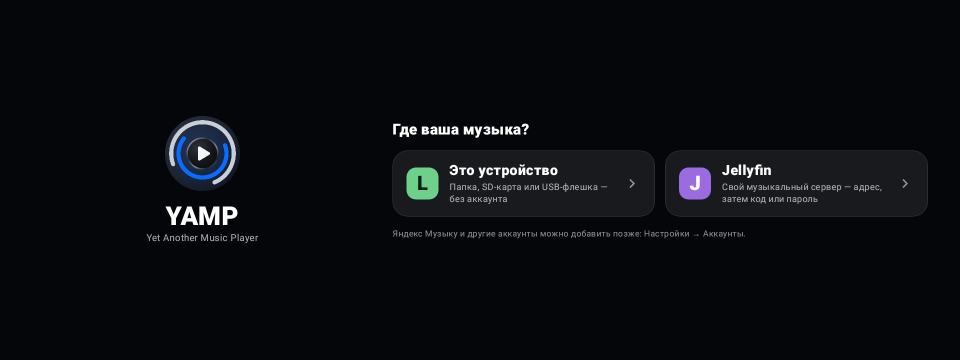 YAMP
Yet Another Music Player
Где ваша музыка?
L
Это устройство
Папка, SD-карта или USB-флешка —
без аккаунта
J
Jellyfin
Свой музыкальный сервер — адрес,
затем код или пароль
Яндекс Музыку и другие аккаунты можно добавить позже: Настройки → Аккаунты.